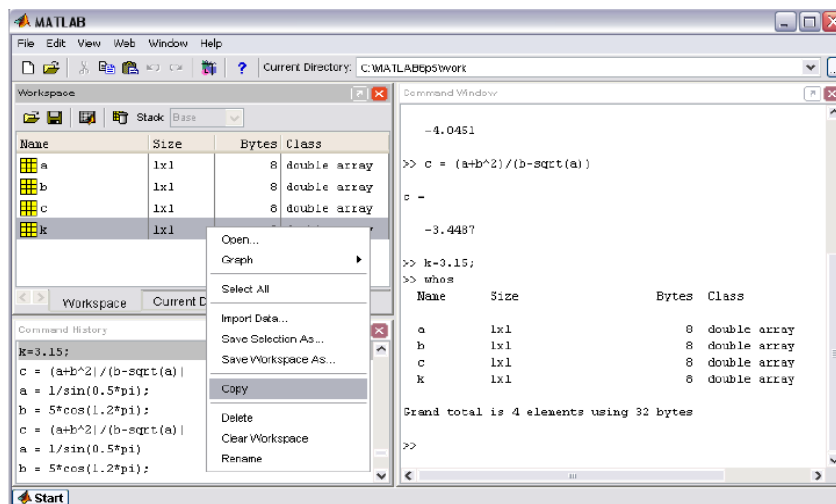 MATLAB
File Edit View Web Window Help
? Current Directory: C:\MATLAB6p5\work
Workspace
Stack: Base
Name Size Bytes Class
a 1x1 8 double array
b 1x1 8 double array
c 1x1 8 double array
k 1x1
Open...
Graph
Select All
Import Data...
Save Selection As...
Save Workspace As...
Copy
Delete
Clear Workspace
Rename
Workspace Current D
Command History
k=3.15;
c = (a+b^2)/(b-sqrt(a))
a = 1/sin(0.5*pi);
b = 5*cos(1.2*pi);
c = (a+b^2)/(b-sqrt(a))
a = 1/sin(0.5*pi)
b = 5*cos(1.2*pi);
Command Window
-4.0451
>> c = (a+b^2)/(b-sqrt(a))
c =
-3.4487
>> k=3.15;
>> whos
Name Size Bytes Class
a 1x1 8 double array
b 1x1 8 double array
c 1x1 8 double array
k 1x1 8 double array
Grand total is 4 elements using 32 bytes
>>
Start